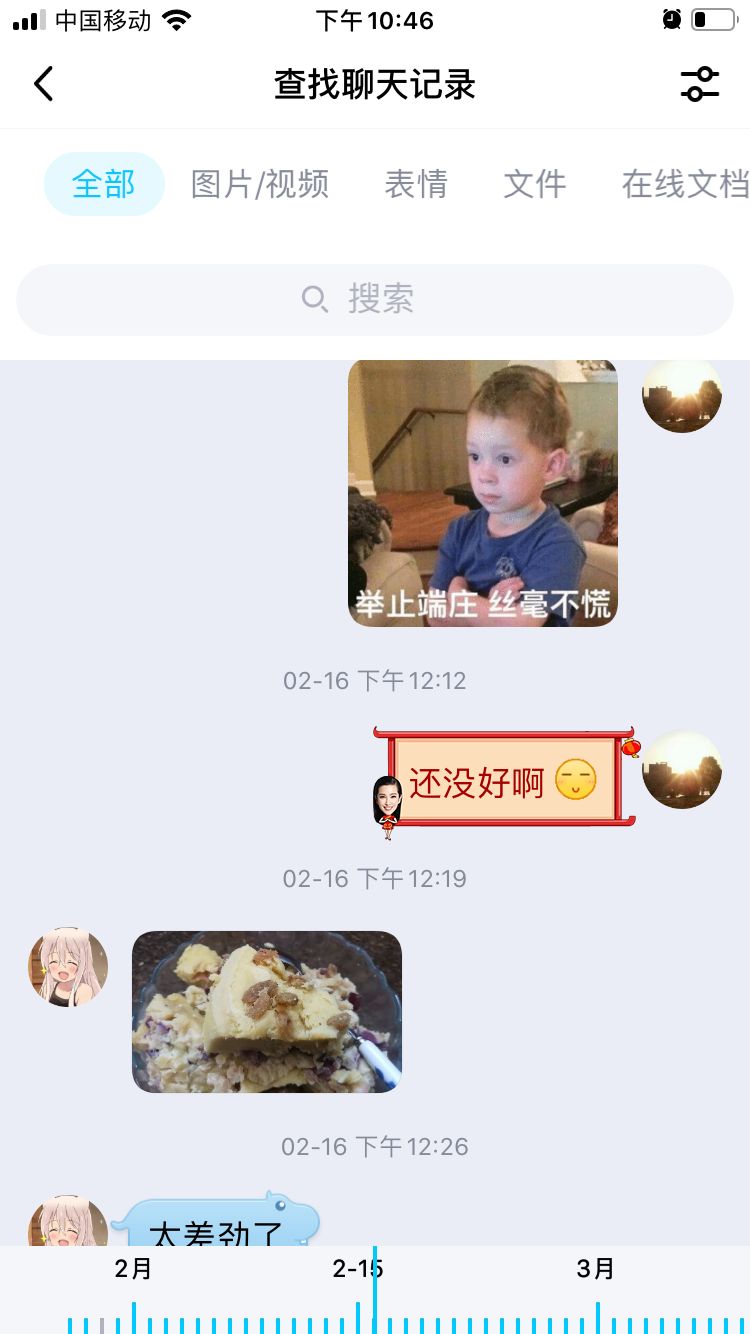 中国移动 下午10:46
查找聊天记录
全部 图片/视频 表情 文件 在线文档
搜索
举止端庄 丝毫不慌
02-16 下午12:12
还没好啊
02-16 下午12:19
02-16 下午12:26
太差劲了
2月 2-15 3月